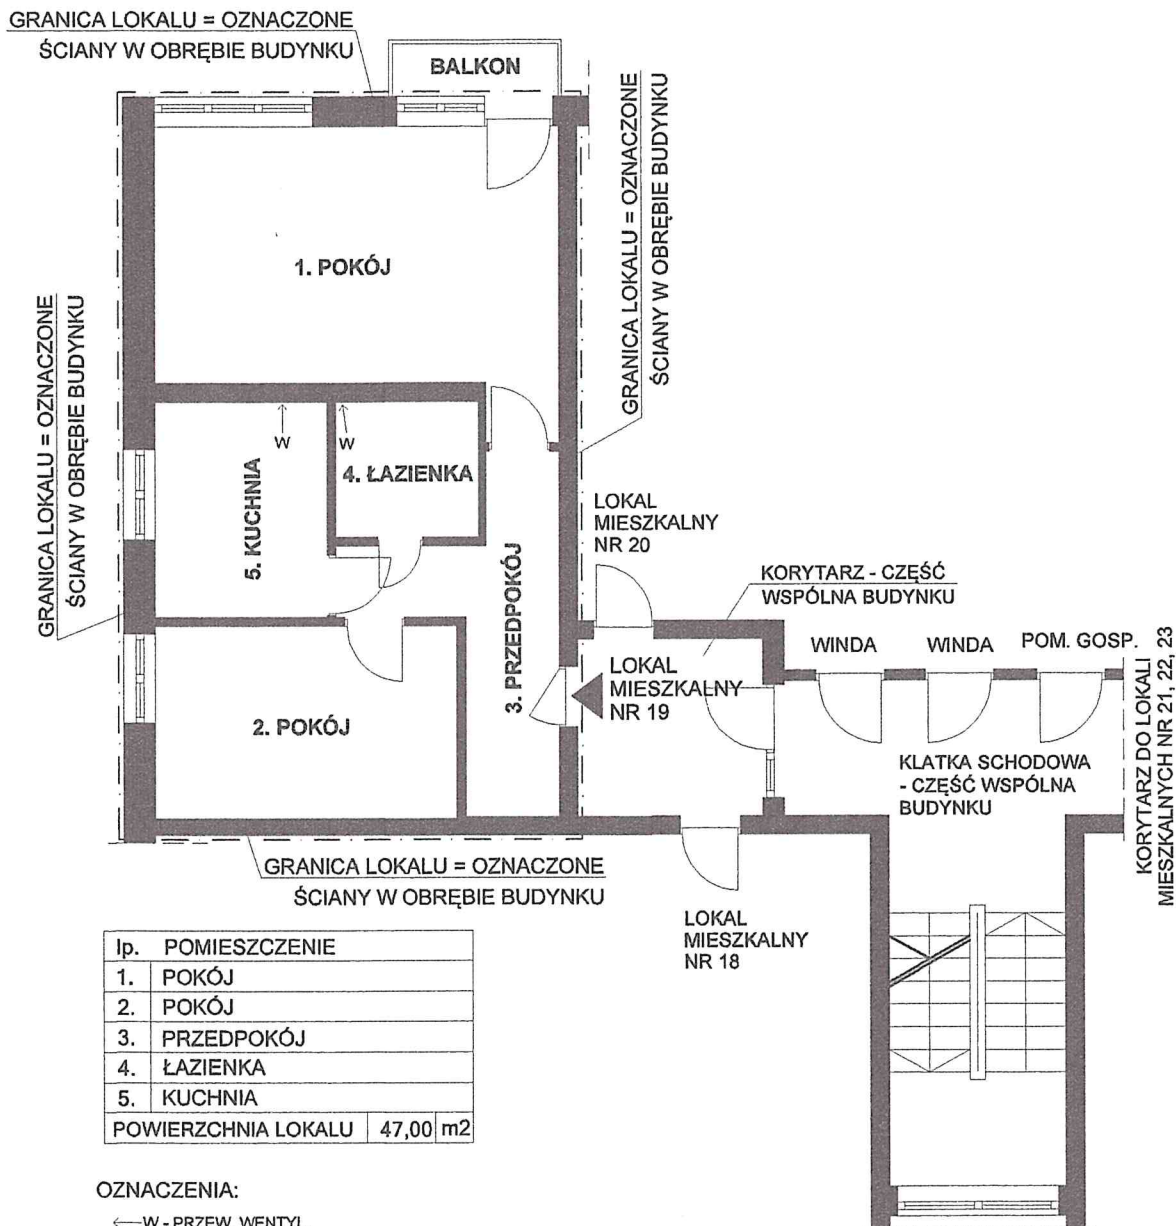 GRANICA LOKALU = OZNACZONE
ŚCIANY W OBRĘBIE BUDYNKU
BALKON
GRANICA LOKALU = OZNACZONE
ŚCIANY W OBRĘBIE BUDYNKU
1. POKÓJ
GRANICA LOKALU = OZNACZONE
ŚCIANY W OBRĘBIE BUDYNKU
W
W
4. ŁAZIENKA
5. KUCHNIA
LOKAL
MIESZKALNY
NR 20
3. PRZEDPOKÓJ
KORYTARZ - CZĘŚĆ
WSPÓLNA BUDYNKU
WINDA
WINDA
POM. GOSP.
LOKAL
MIESZKALNY
NR 19
2. POKÓJ
KLATKA SCHODOWA
- CZĘŚĆ WSPÓLNA
BUDYNKU
KORYTARZ DO LOKALI
MIESZKALNYCH NR 21, 22, 23
GRANICA LOKALU = OZNACZONE
ŚCIANY W OBRĘBIE BUDYNKU
LOKAL
MIESZKALNY
NR 18
lp. POMIESZCZENIE
1. POKÓJ
2. POKÓJ
3. PRZEDPOKÓJ
4. ŁAZIENKA
5. KUCHNIA
POWIERZCHNIA LOKALU 47,00 m2
OZNACZENIA:
W - PRZEW. WENTYL.